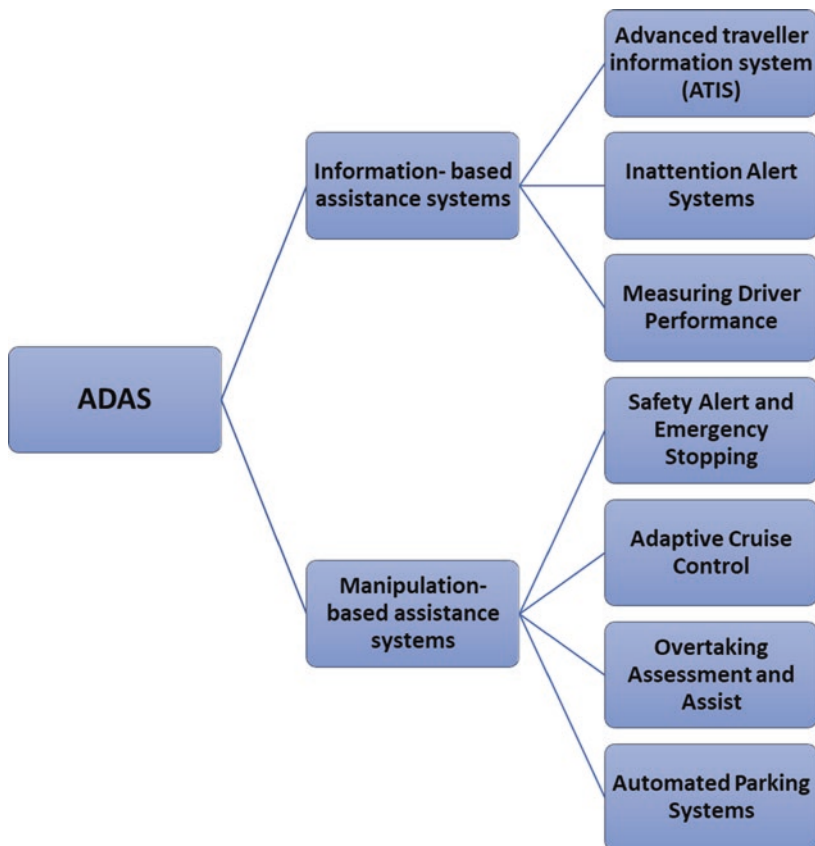 Advanced traveller
information system
(ATIS)
Information- based
assistance systems
Inattention Alert
Systems
Measuring Driver
Performance
ADAS
Safety Alert and
Emergency
Stopping
Adaptive Cruise
Control
Manipulation-
based assistance
systems
Overtaking
Assessment and
Assist
Automated Parking
Systems